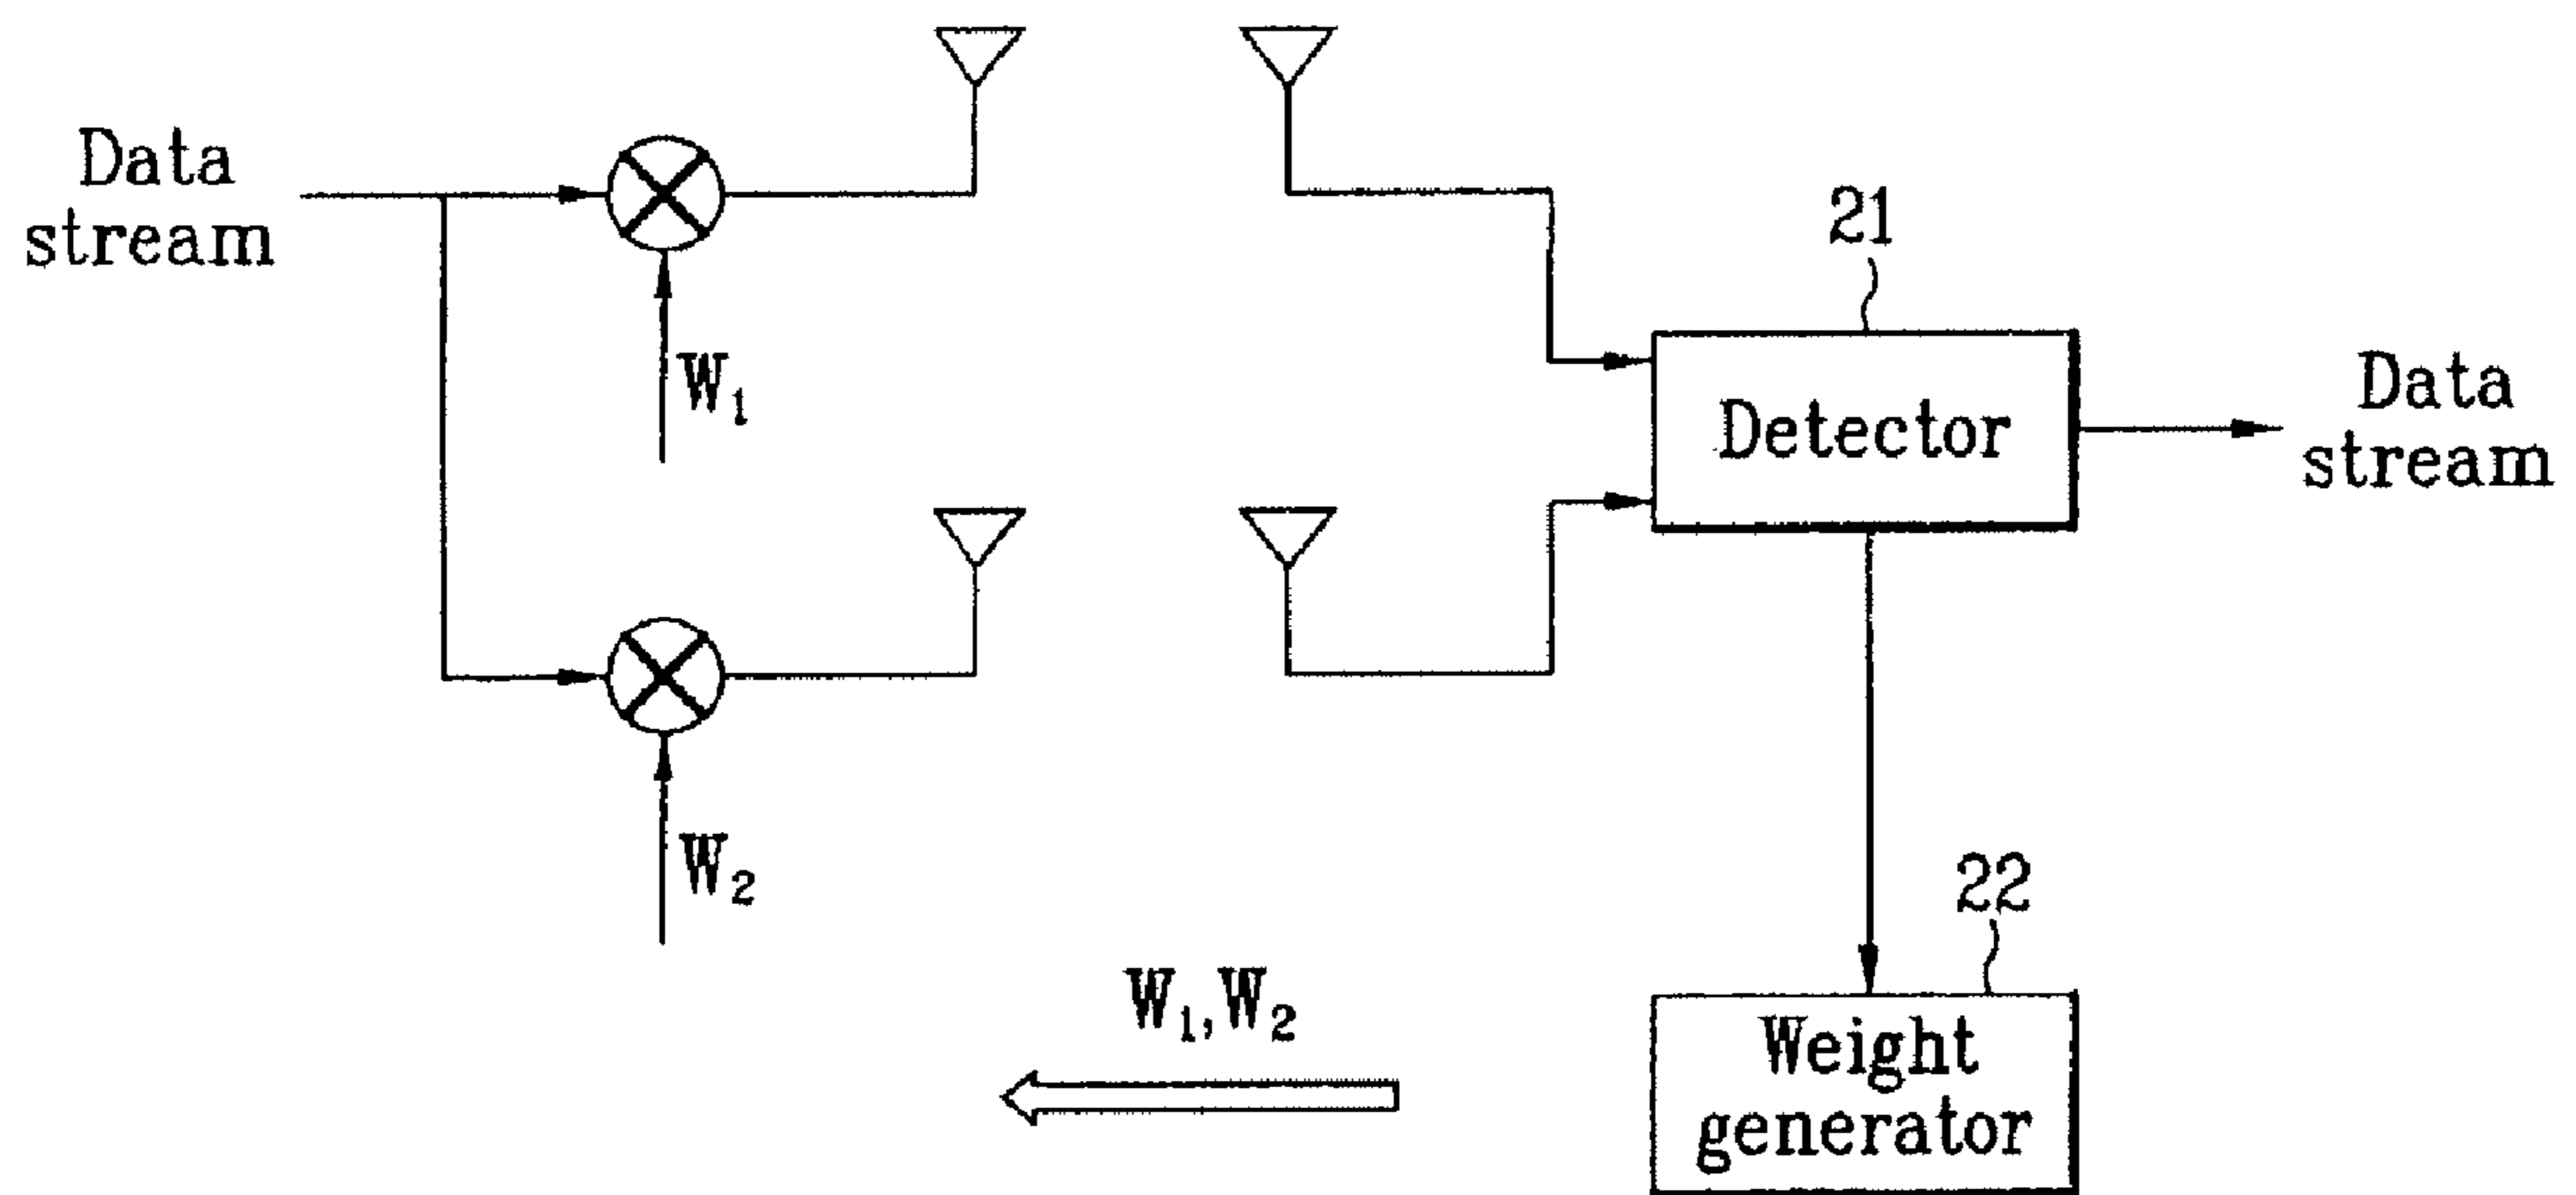 Data
stream
W₁
W₂
21
Detector
Data
stream
W₁,W₂
22
Weight
generator